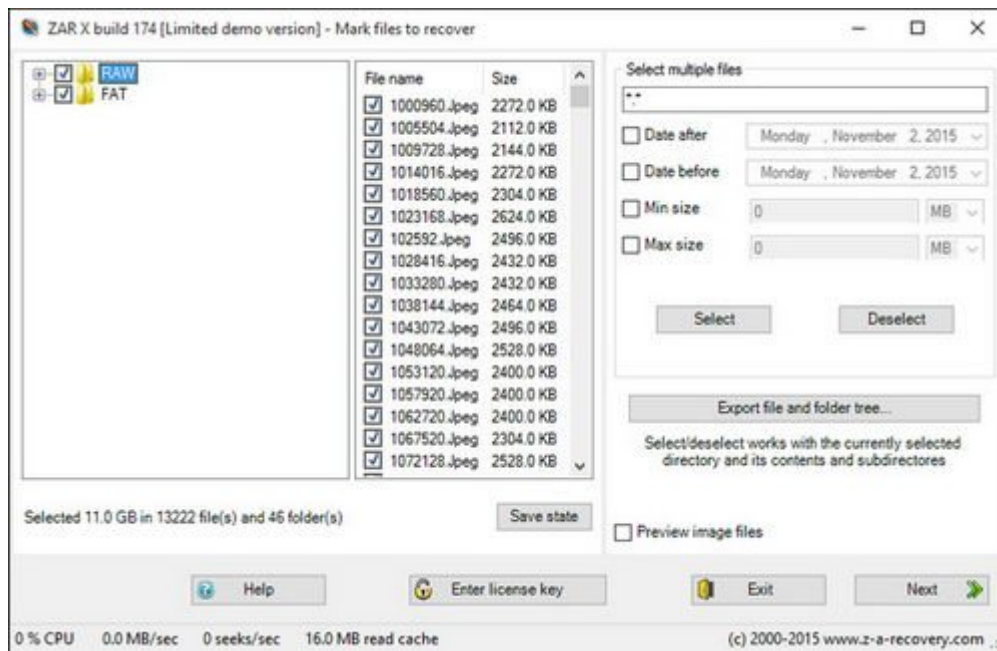 ZAR X build 174 [Limited demo version] - Mark files to recover
RAW
FAT
File name Size
1000960.Jpeg 2272.0 KB
1005504.Jpeg 2112.0 KB
1009728.Jpeg 2144.0 KB
1014016.Jpeg 2272.0 KB
1018560.Jpeg 2304.0 KB
1023168.Jpeg 2624.0 KB
102592.Jpeg 2496.0 KB
1028416.Jpeg 2432.0 KB
1033280.Jpeg 2432.0 KB
1038144.Jpeg 2464.0 KB
1043072.Jpeg 2496.0 KB
1048064.Jpeg 2528.0 KB
1053120.Jpeg 2400.0 KB
1057920.Jpeg 2400.0 KB
1062720.Jpeg 2400.0 KB
1067520.Jpeg 2304.0 KB
1072128.Jpeg 2528.0 KB
Selected 11.0 GB in 13222 file(s) and 46 folder(s)
Save state
Select multiple files
*.*
Date after Monday , November 2, 2015
Date before Monday , November 2, 2015
Min size 0 MB
Max size 0 MB
Select Deselect
Export file and folder tree...
Select/deselect works with the currently selected
directory and its contents and subdirectores
Preview image files
Help Enter license key Exit Next
0 % CPU 0.0 MB/sec 0 seeks/sec 16.0 MB read cache (c) 2000-2015 www.z-a-recovery.com